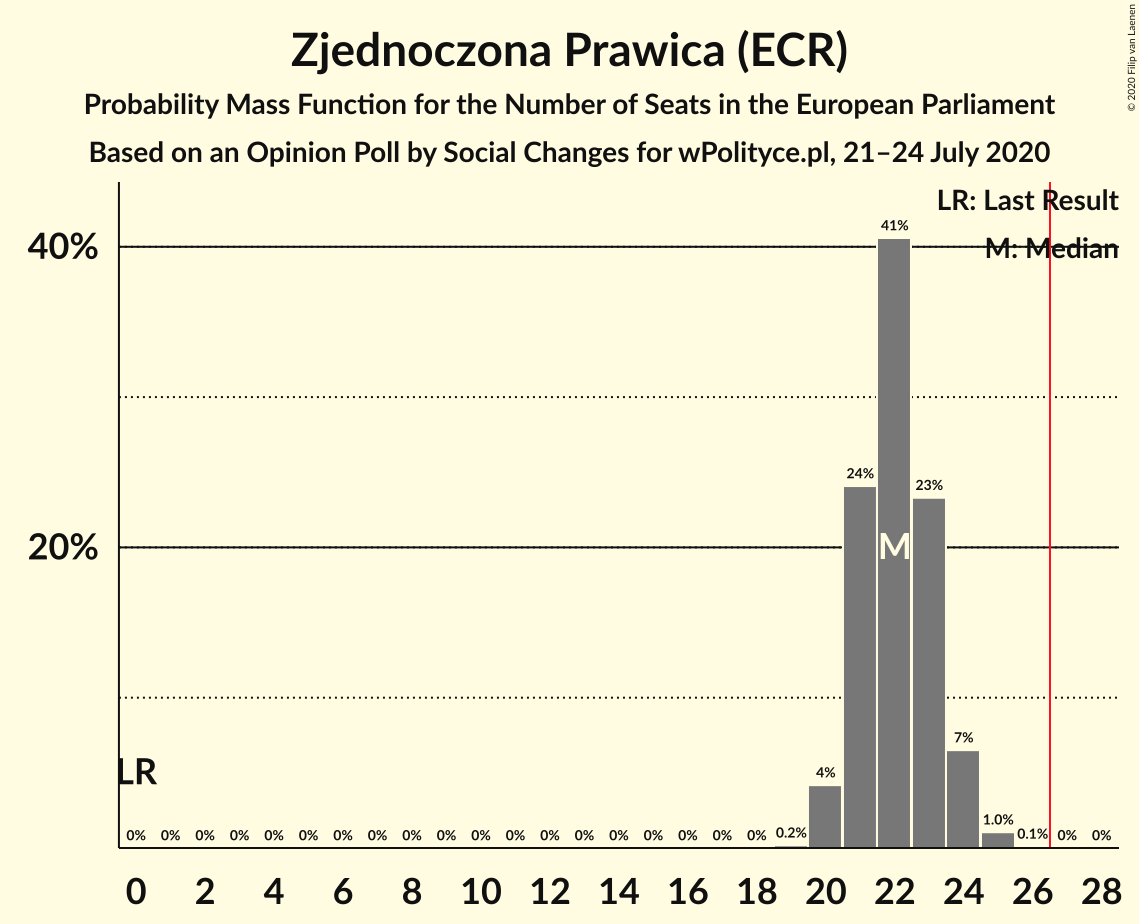 Zjednoczona Prawica (ECR)
Probability Mass Function for the Number of Seats in the European Parliament
Based on an Opinion Poll by Social Changes for wPolityce.pl, 21–24 July 2020
© 2020 Filip van Laenen
LR: Last Result
M: Median
41%
40%
24%
23%
20%
M
7%
LR
4%
0% 0% 0% 0% 0% 0% 0% 0% 0% 0% 0% 0% 0% 0% 0% 0% 0% 0% 0% 0.2% 1.0% 0.1% 0% 0%
0 2 4 6 8 10 12 14 16 18 20 22 24 26 28